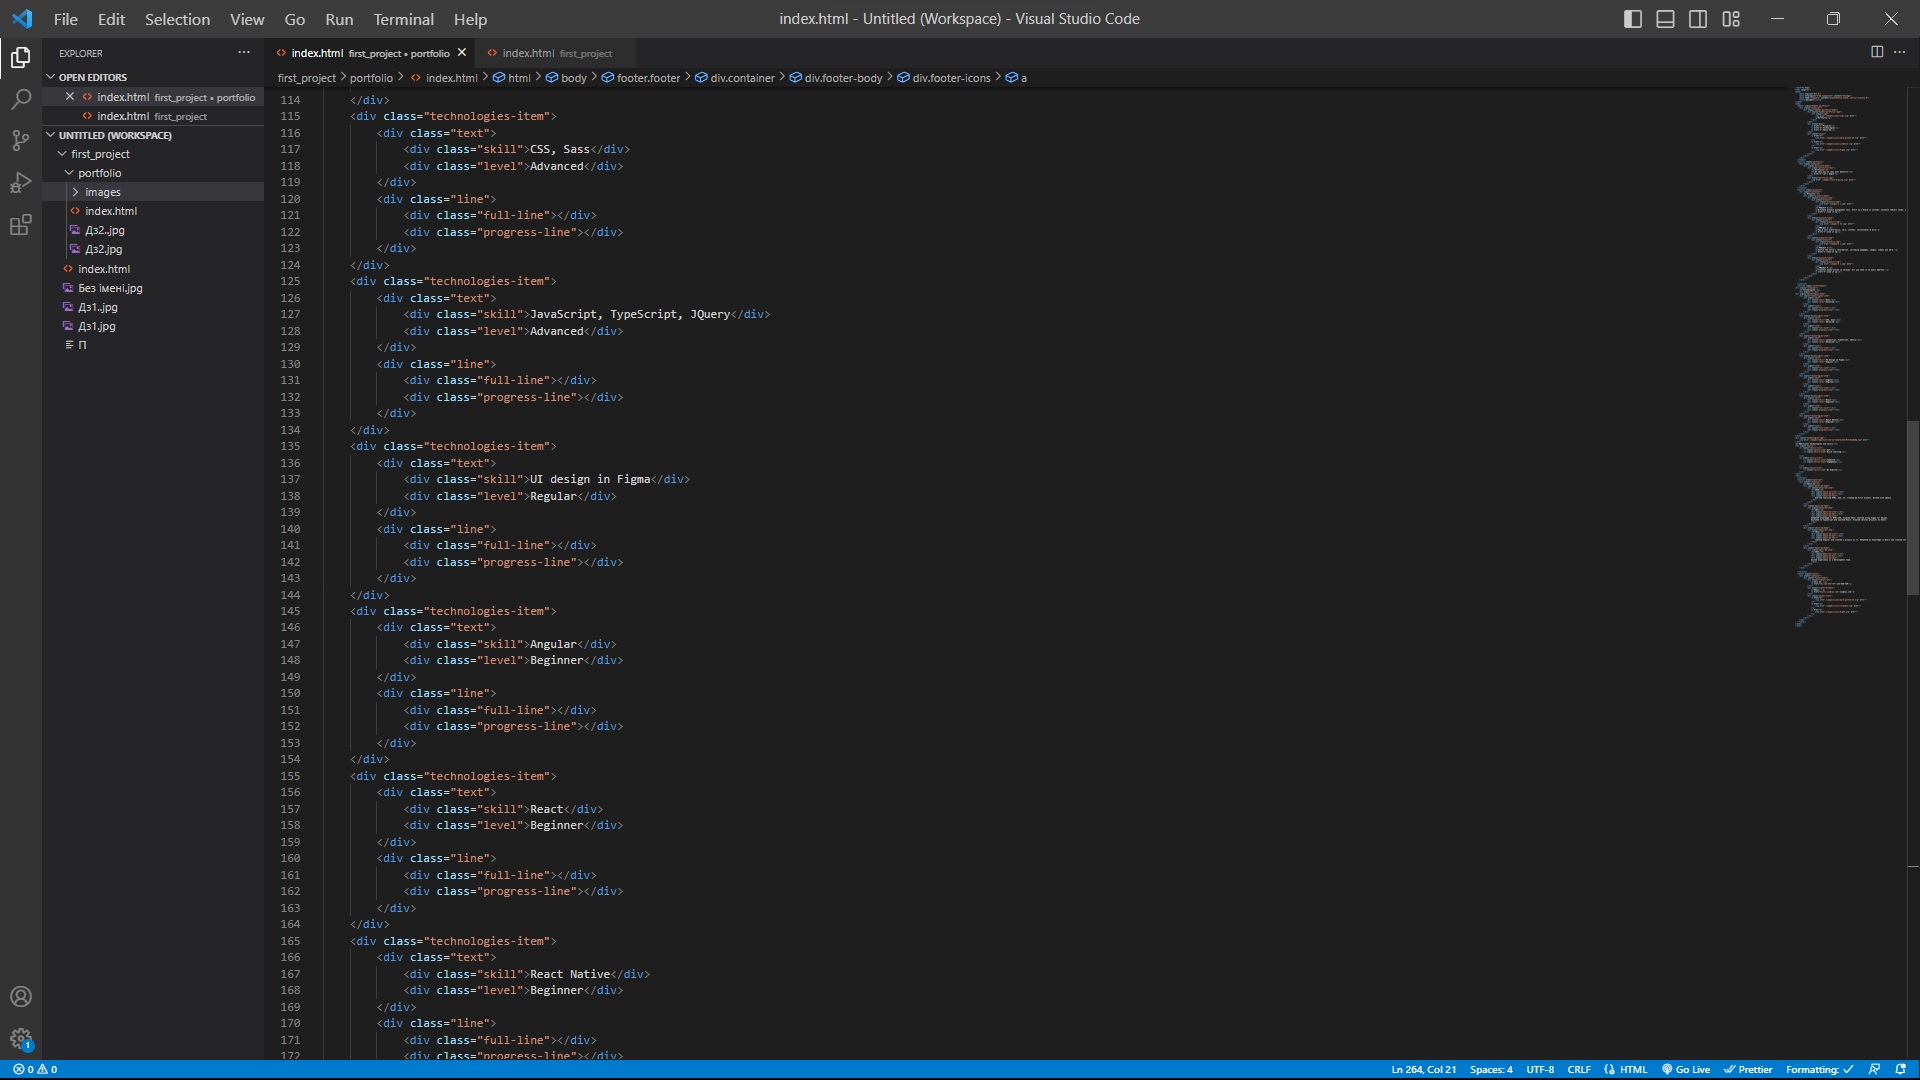 File Edit Selection View Go Run Terminal Help
index.html - Untitled (Workspace) - Visual Studio Code
EXPLORER
OPEN EDITORS
index.html first_project • portfolio
index.html first_project
UNTITLED (WORKSPACE)
first_project
portfolio
images
index.html
Дз2..jpg
Дз2.jpg
index.html
Без імені.jpg
Дз1..jpg
Дз1.jpg
П
1
index.html first_project • portfolio index.html first_project
first_project > portfolio > index.html > html > body > footer.footer > div.container > div.footer-body > div.footer-icons > a
114 </div>
115 <div class="technologies-item">
116 <div class="text">
117 <div class="skill">CSS, Sass</div>
118 <div class="level">Advanced</div>
119 </div>
120 <div class="line">
121 <div class="full-line"></div>
122 <div class="progress-line"></div>
123 </div>
124 </div>
125 <div class="technologies-item">
126 <div class="text">
127 <div class="skill">JavaScript, TypeScript, JQuery</div>
128 <div class="level">Advanced</div>
129 </div>
130 <div class="line">
131 <div class="full-line"></div>
132 <div class="progress-line"></div>
133 </div>
134 </div>
135 <div class="technologies-item">
136 <div class="text">
137 <div class="skill">UI design in Figma</div>
138 <div class="level">Regular</div>
139 </div>
140 <div class="line">
141 <div class="full-line"></div>
142 <div class="progress-line"></div>
143 </div>
144 </div>
145 <div class="technologies-item">
146 <div class="text">
147 <div class="skill">Angular</div>
148 <div class="level">Beginner</div>
149 </div>
150 <div class="line">
151 <div class="full-line"></div>
152 <div class="progress-line"></div>
153 </div>
154 </div>
155 <div class="technologies-item">
156 <div class="text">
157 <div class="skill">React</div>
158 <div class="level">Beginner</div>
159 </div>
160 <div class="line">
161 <div class="full-line"></div>
162 <div class="progress-line"></div>
163 </div>
164 </div>
165 <div class="technologies-item">
166 <div class="text">
167 <div class="skill">React Native</div>
168 <div class="level">Beginner</div>
169 </div>
170 <div class="line">
171 <div class="full-line"></div>
172 <div class="progress-line"></div>
0 0 Ln 264, Col 21 Spaces: 4 UTF-8 CRLF {} HTML Go Live Prettier Formatting: ✓